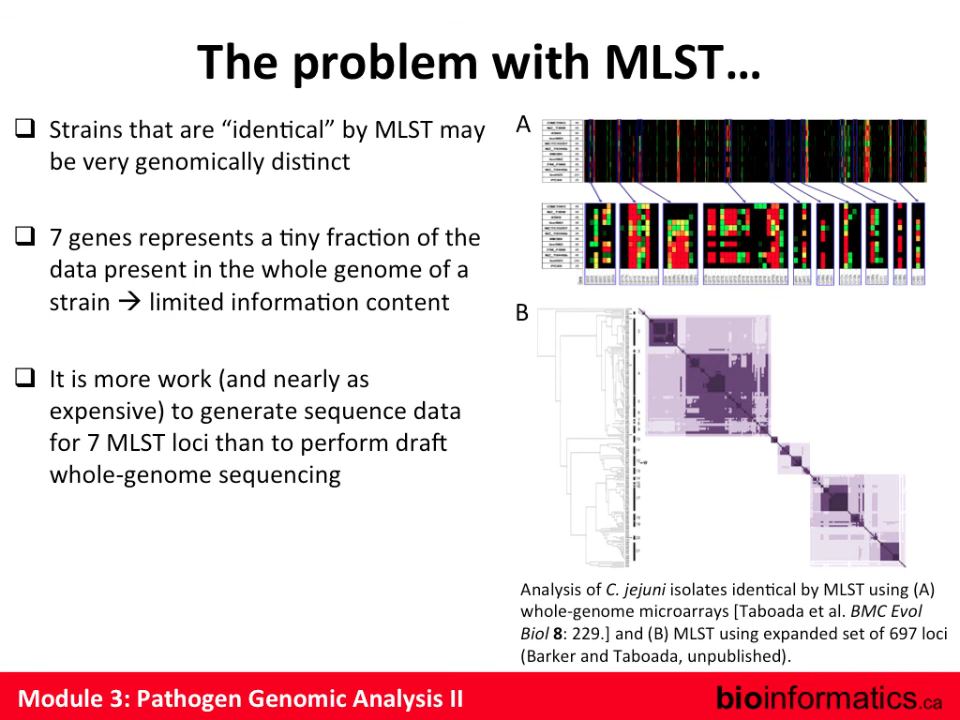 The problem with MLST…
❑ Strains that are “identical” by MLST may
be very genomically distinct
❑ 7 genes represents a tiny fraction of the
data present in the whole genome of a
strain → limited information content
❑ It is more work (and nearly as
expensive) to generate sequence data
for 7 MLST loci than to perform draft
whole-genome sequencing
A
B
Analysis of C. jejuni isolates identical by MLST using (A)
whole-genome microarrays [Taboada et al. BMC Evol
Biol 8: 229.] and (B) MLST using expanded set of 697 loci
(Barker and Taboada, unpublished).
Module 3: Pathogen Genomic Analysis II
bioinformatics.ca